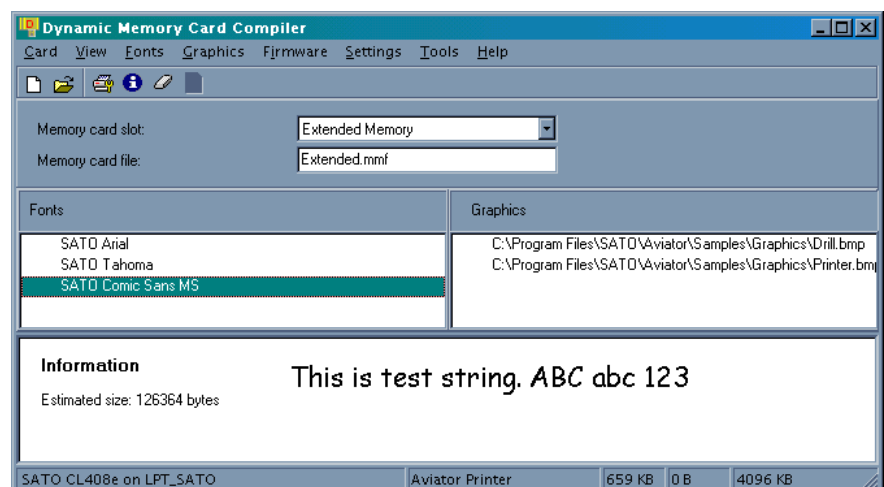 Dynamic Memory Card Compiler
Card View Fonts Graphics Firmware Settings Tools Help
Memory card slot: Extended Memory
Memory card file: Extended.mmf
Fonts Graphics
SATO Arial C:\Program Files\SATO\Aviator\Samples\Graphics\Drill.bmp
SATO Tahoma C:\Program Files\SATO\Aviator\Samples\Graphics\Printer.bmp
SATO Comic Sans MS
Information
This is test string. ABC abc 123
Estimated size: 126364 bytes
SATO CL408e on LPT_SATO Aviator Printer 659 KB 0 B 4096 KB